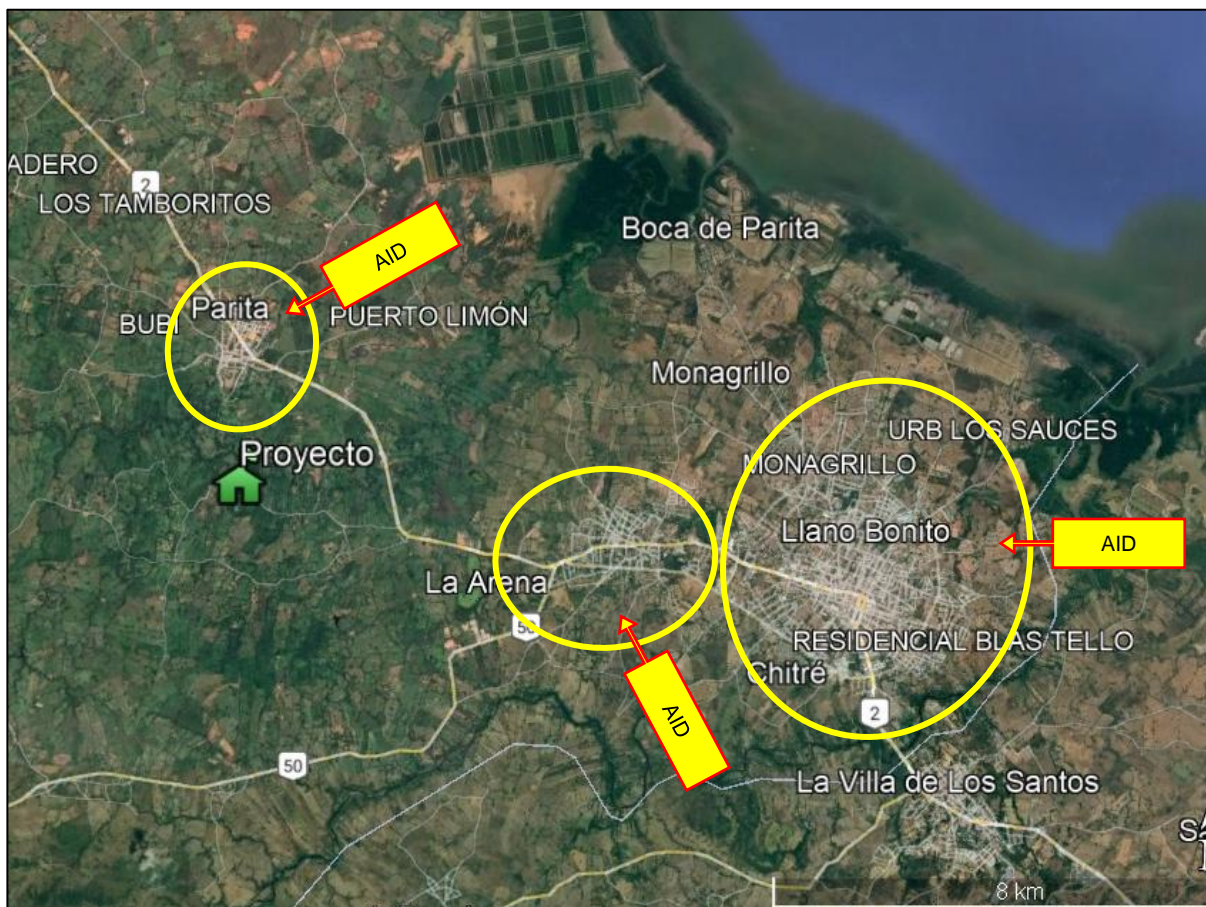 ADERO
2
LOS TAMBORITOS
AID
Boca de Parita
Parita
BUBI
PUERTO LIMÓN
Monagrillo
URB LOS SAUCES
Proyecto
MONAGRILLO
Llano Bonito
AID
La Arena
50
RESIDENCIAL BLAS TELLO
Chitré
AID
2
50
La Villa de Los Santos
8 km